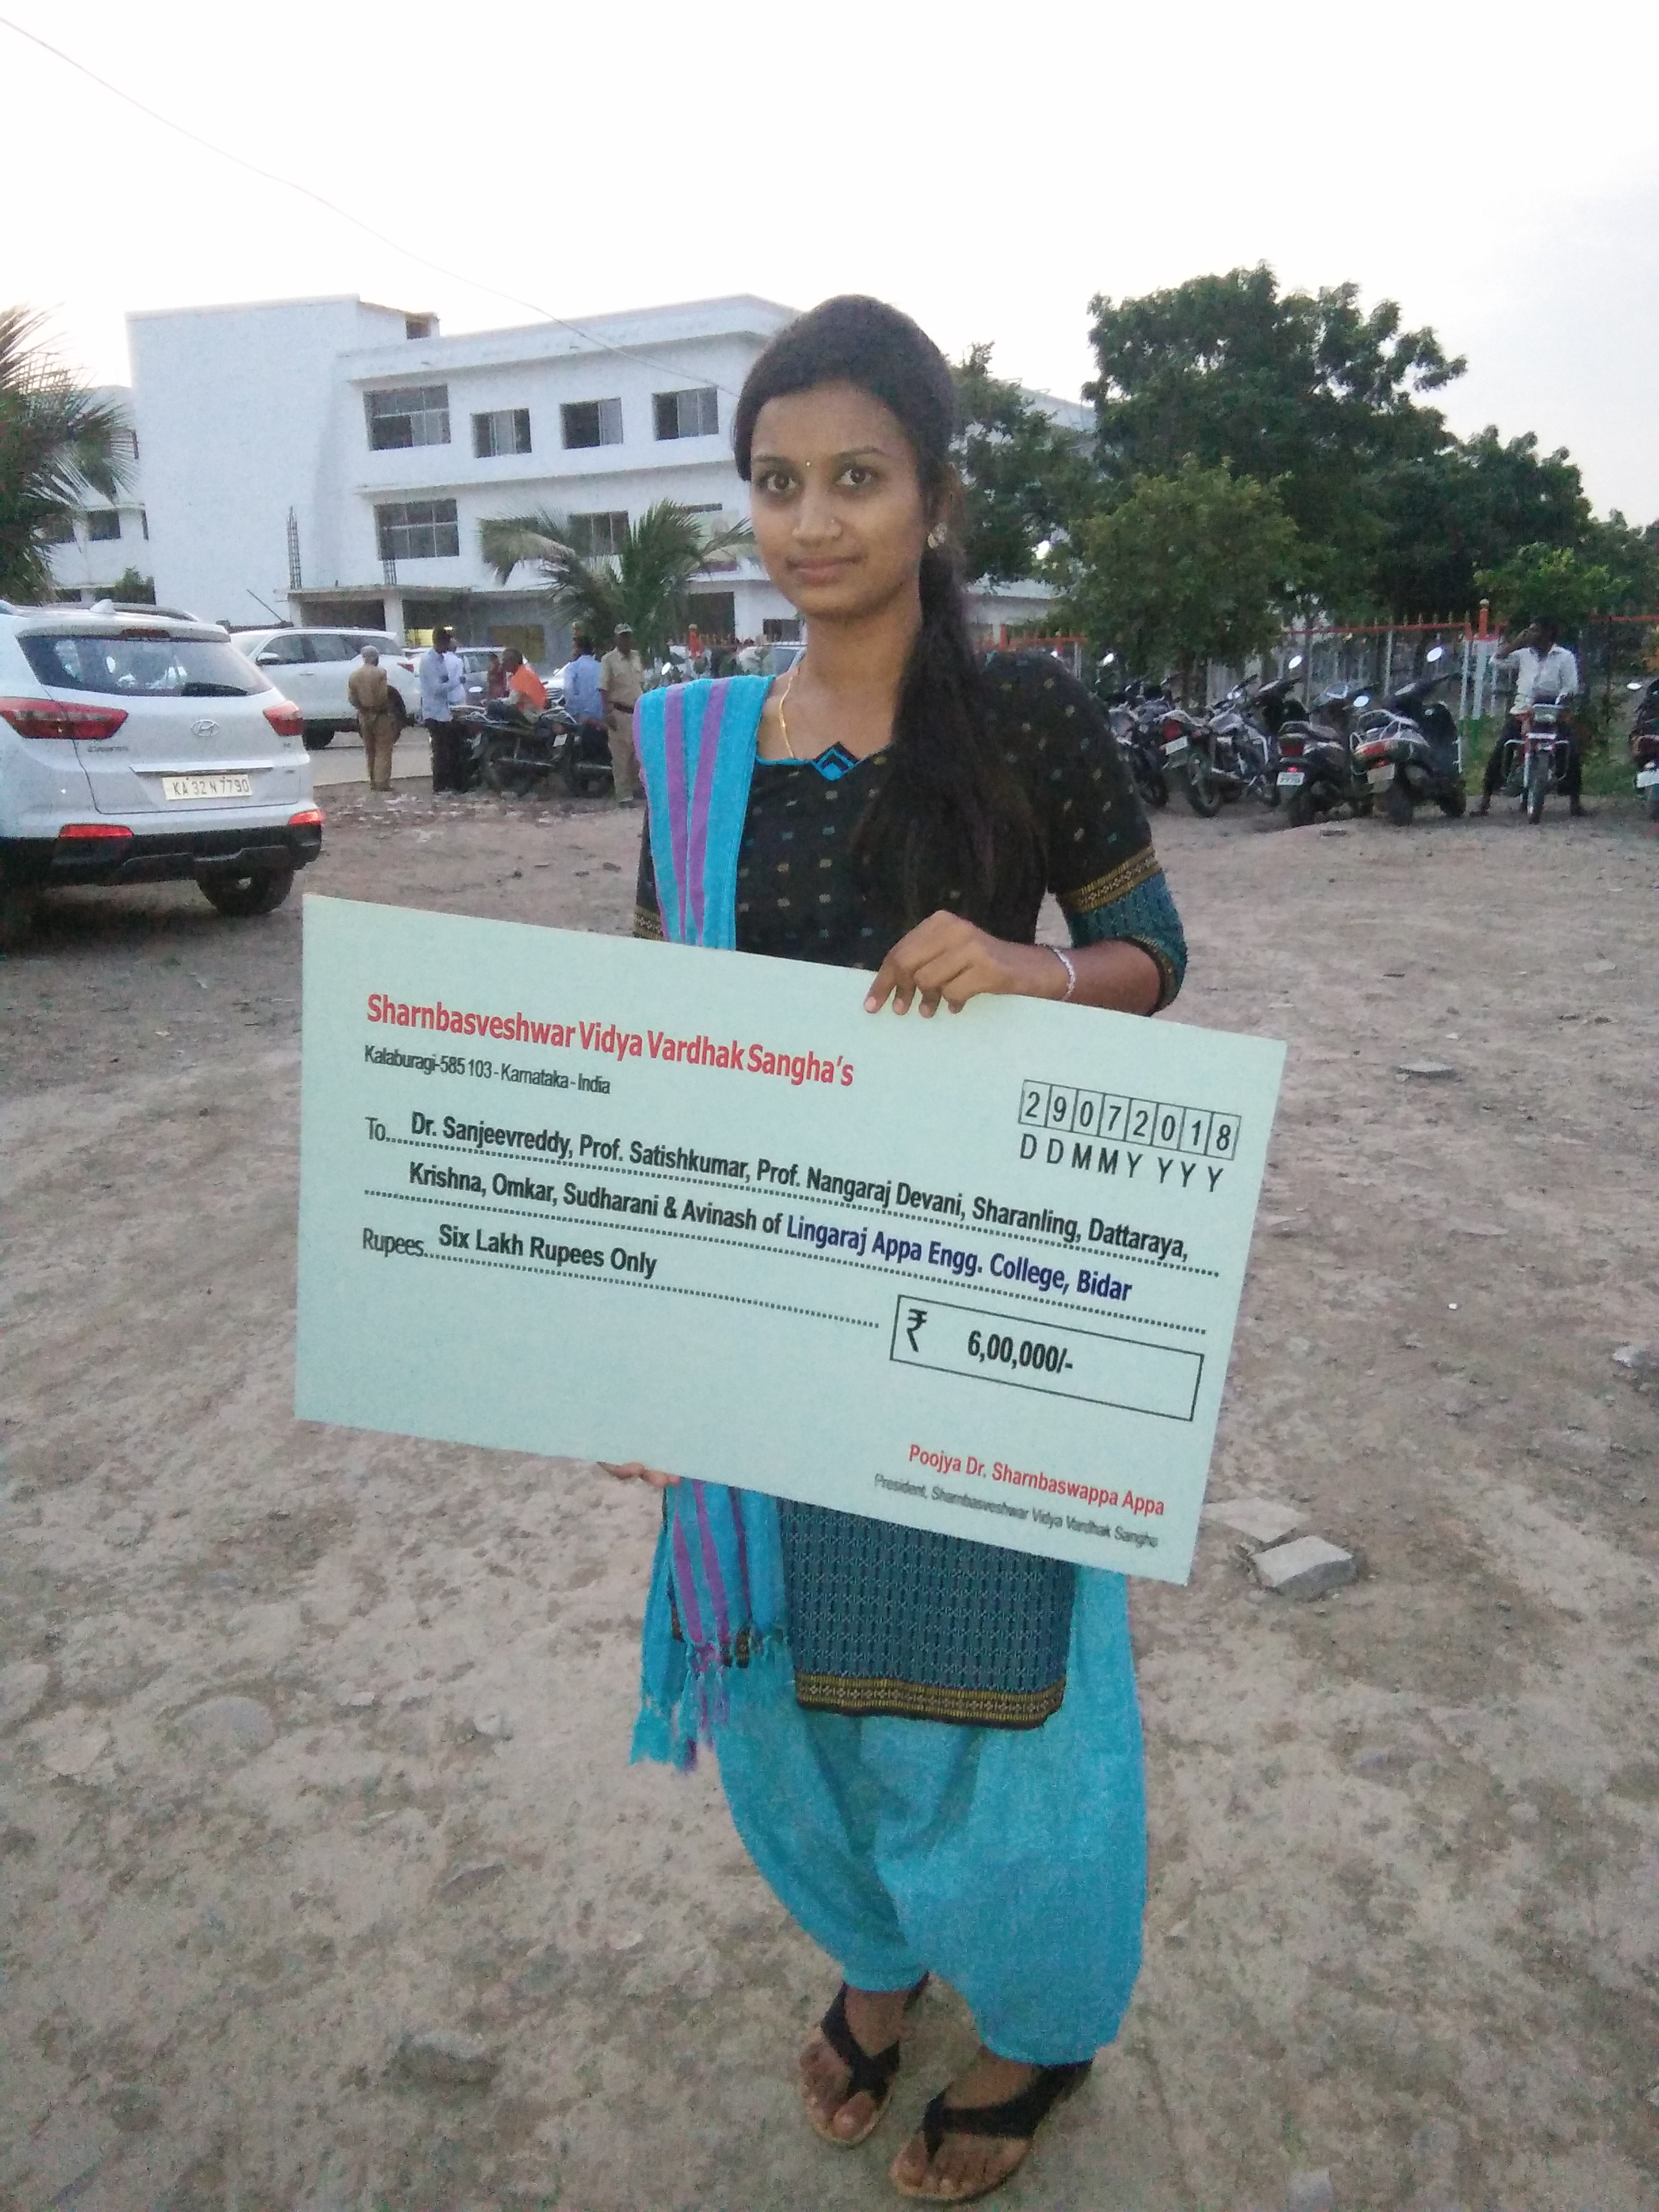 KA 32 N 7790
Sharnbasveshwar Vidya Vardhak Sangha's
Kalaburagi-585 103 - Karnataka - India
29072018
DDMMYYYY
To.... Dr. Sanjeevreddy, Prof. Satishkumar, Prof. Nangaraj Devani, Sharanling, Dattaraya,
Krishna, Omkar, Sudharani & Avinash of Lingaraj Appa Engg. College, Bidar
Rupees... Six Lakh Rupees Only
₹ 6,00,000/-
Poojya Dr. Sharnbaswappa Appa
President, Sharnbasveshwar Vidya Vardhak Sangha